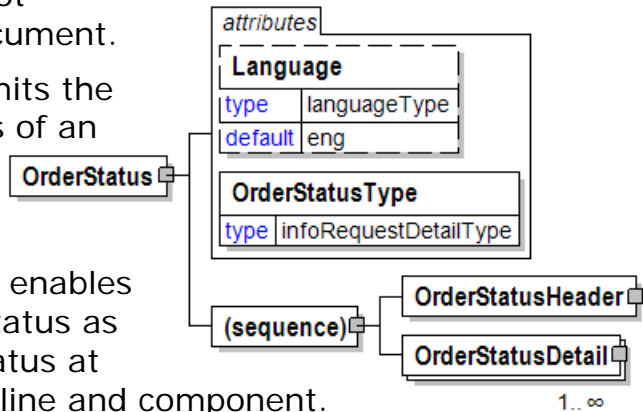 ot
cument.
nits the
s of an
enables
tatus as
atus at
line and component.
attributes
Language
type languageType
default eng
OrderStatus
OrderStatusType
type infoRequestDetailType
(sequence)
OrderStatusHeader
OrderStatusDetail
1..∞